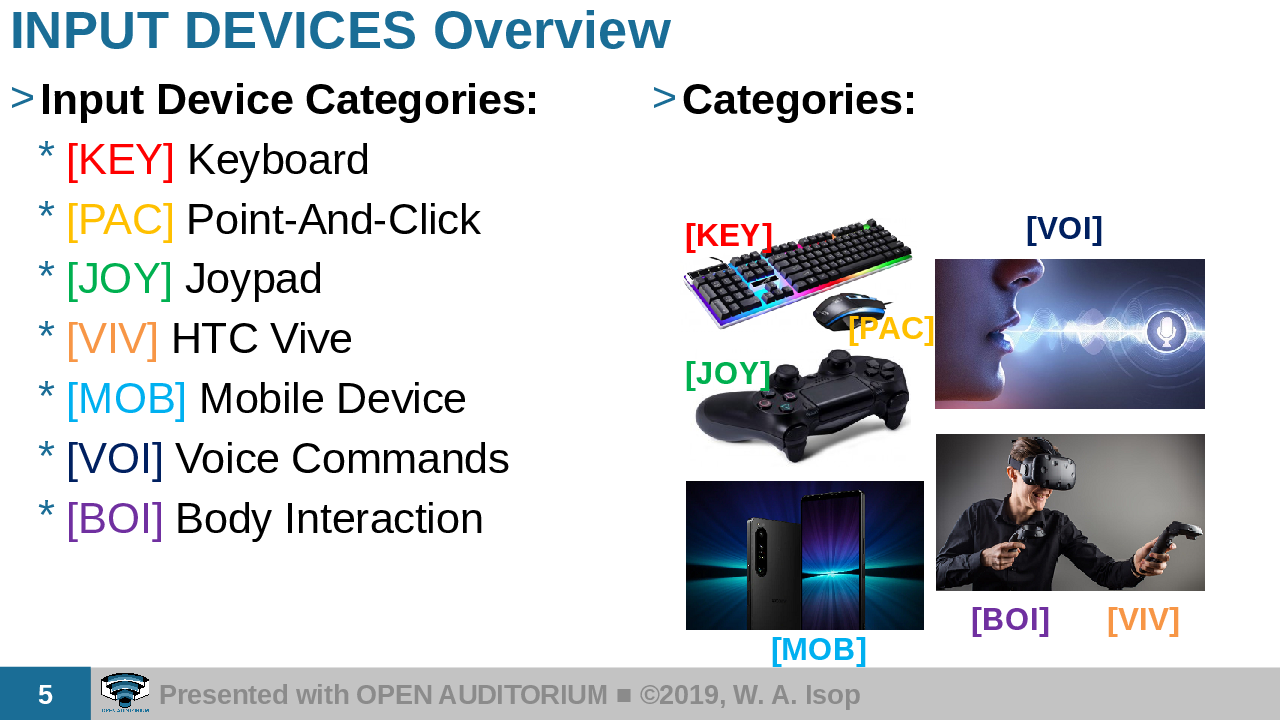 INPUT DEVICES Overview
> Input Device Categories:
* [KEY] Keyboard
* [PAC] Point-And-Click
* [JOY] Joypad
* [VIV] HTC Vive
* [MOB] Mobile Device
* [VOI] Voice Commands
* [BOI] Body Interaction
> Categories:
[KEY]
[PAC]
[JOY]
[MOB]
[VOI]
[BOI] [VIV]
5
OPEN AUDITORIUM
Presented with OPEN AUDITORIUM ■ ©2019, W. A. Isop